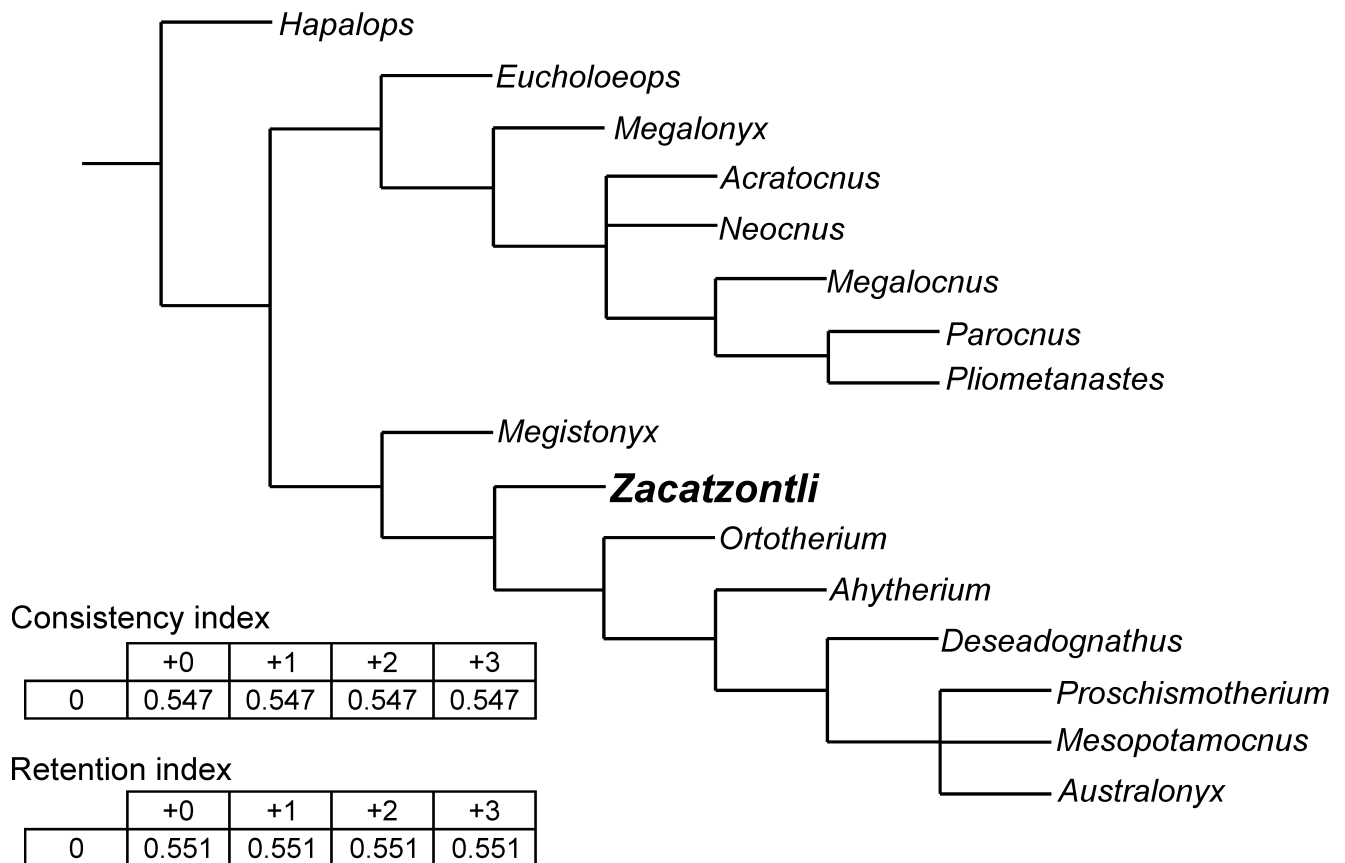 Hapalops
Eucholoeops
Megalonyx
Acratocnus
Neocnus
Megalocnus
Parocnus
Pliometanastes
Megistonyx
Zacatzontli
Ortotherium
Ahytherium
Deseadognathus
Proschismotherium
Mesopotamocnus
Australonyx
Consistency index
+0 +1 +2 +3
0 0.547 0.547 0.547 0.547
Retention index
+0 +1 +2 +3
0 0.551 0.551 0.551 0.551